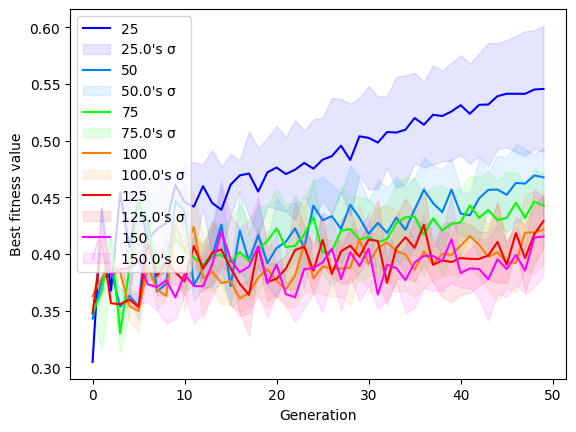 0.60
0.55
0.50
0.45
0.40
0.35
0.30
Best fitness value
25
25.0's σ
50
50.0's σ
75
75.0's σ
100
100.0's σ
125
125.0's σ
150
150.0's σ
0
10
20
30
40
50
Generation